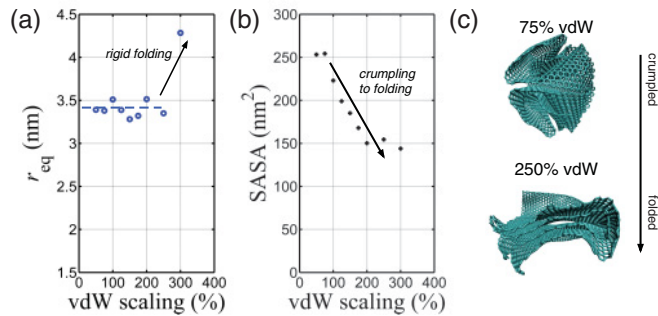 (a)
4.5
4
3.5
3
2.5
2
1.5
0 100 200 300 400
r_eq (nm)
vdW scaling (%)
rigid folding
(b)
300
250
200
150
100
50
0
0 100 200 300 400
SASA (nm²)
vdW scaling (%)
crumpling
to folding
(c)
75% vdW
250% vdW
crumpled
folded